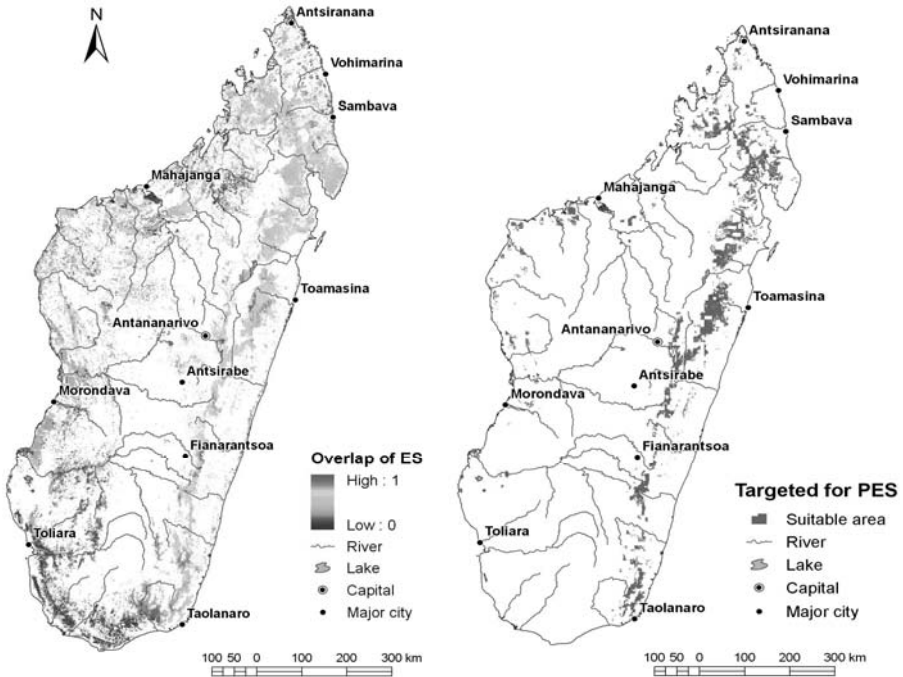 N
Antsiranana
Vohimarina
Sambava
Mahajanga
Toamasina
Antananarivo
Antsirabe
Morondava
Fianarantsoa
Toliara
Taolanaro
Overlap of ES
High : 1
Low : 0
River
Lake
Capital
Major city
100 50 0 100 200 300 km
Antsiranana
Vohimarina
Sambava
Mahajanga
Toamasina
Antananarivo
Antsirabe
Morondava
Fianarantsoa
Toliara
Taolanaro
Targeted for PES
Suitable area
River
Lake
Capital
Major city
100 50 0 100 200 300 km